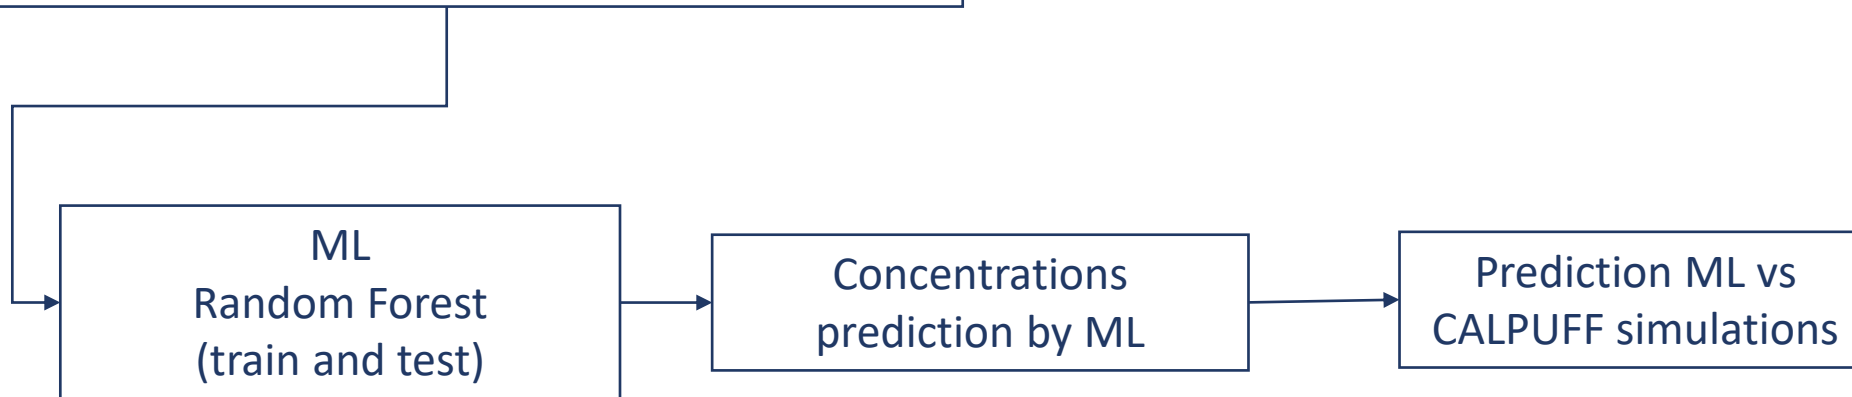 ML
Random Forest
(train and test)
Concentrations
prediction by ML
Prediction ML vs
CALPUFF simulations